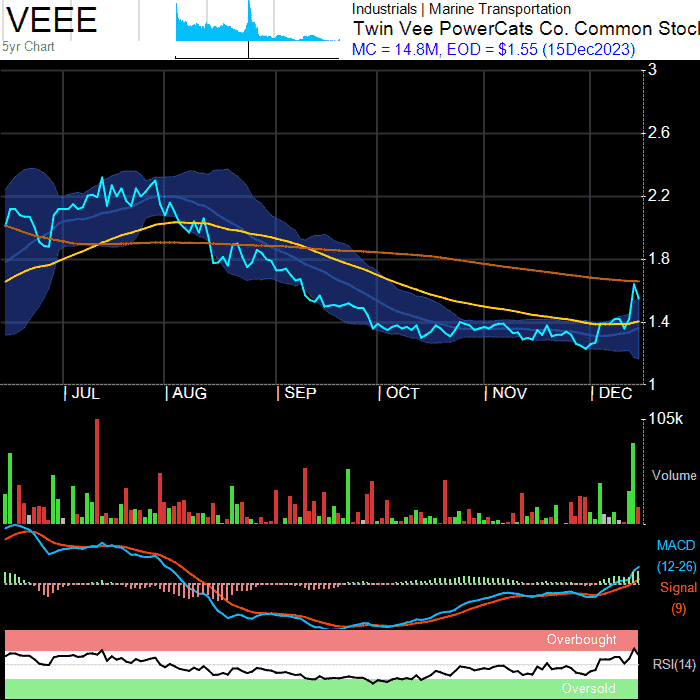 VEEE
5yr Chart
Industrials | Marine Transportation
Twin Vee PowerCats Co. Common Stoc
MC = 14.8M, EOD = $1.55 (15Dec2023)
3
2.6
2.2
1.8
1.4
1
JUL AUG SEP OCT NOV DEC
105k
Volume
MACD
(12-26)
Signal
(9)
Overbought
RSI(14)
Oversold